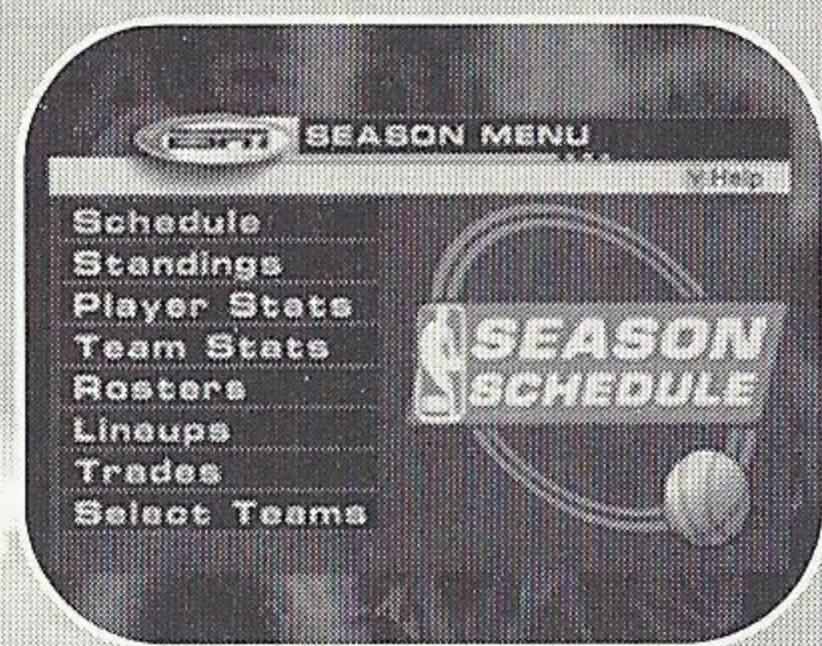 ESPN SEASON MENU
Help
Schedule
Standings
Player Stats
Team Stats
Rosters
Lineups
Trades
Select Teams
SEASON
SCHEDULE